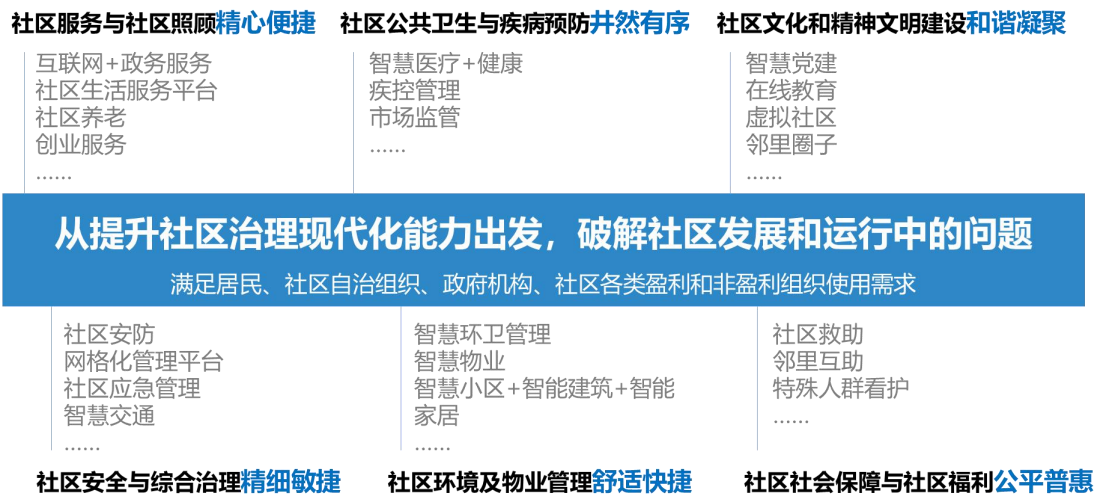 社区服务与社区照顾精心便捷
互联网+政务服务
社区生活服务平台
社区养老
创业服务
……
社区公共卫生与疾病预防井然有序
智慧医疗+健康
疾控管理
市场监管
……
社区文化和精神文明建设和谐凝聚
智慧党建
在线教育
虚拟社区
邻里圈子
……
从提升社区治理现代化能力出发，破解社区发展和运行中的问题
满足居民、社区自治组织、政府机构、社区各类盈利和非盈利组织使用需求
社区安防
网格化管理平台
社区应急管理
智慧交通
……
社区安全与综合治理精细敏捷
智慧环卫管理
智慧物业
智慧小区+智能建筑+智能
家居
……
社区环境及物业管理舒适快捷
社区救助
邻里互助
特殊人群看护
……
社区社会保障与社区福利公平普惠